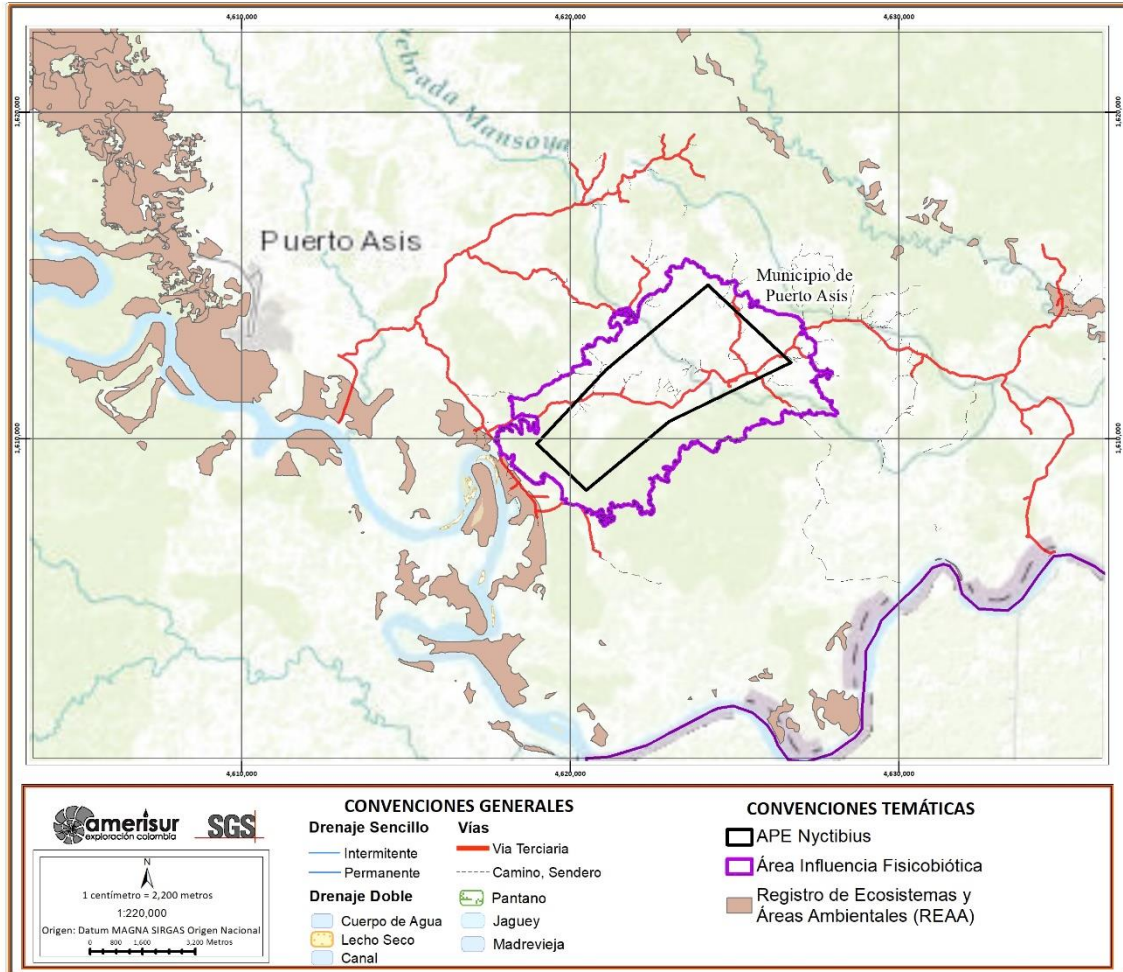 4,610,000
4,620,000
4,630,000
1,620,000
1,620,000
ebrada Mansoya
Puerto Asis
Municipio de
Puerto Asís
1,610,000
1,610,000
4,610,000
4,620,000
4,630,000
amerisur
exploración colombia
SGS
N
1 centímetro = 2,200 metros
1:220,000
Origen: Datum MAGNA SIRGAS Origen Nacional
0 800 1,600 3,200 Metros
CONVENCIONES GENERALES
Drenaje Sencillo
Intermitente
Permanente
Drenaje Doble
Cuerpo de Agua
Lecho Seco
Canal
Vías
Via Terciaria
Camino, Sendero
Pantano
Jaguey
Madrevieja
CONVENCIONES TEMÁTICAS
APE Nyctibius
Área Influencia Fisicobiótica
Registro de Ecosistemas y
Áreas Ambientales (REAA)